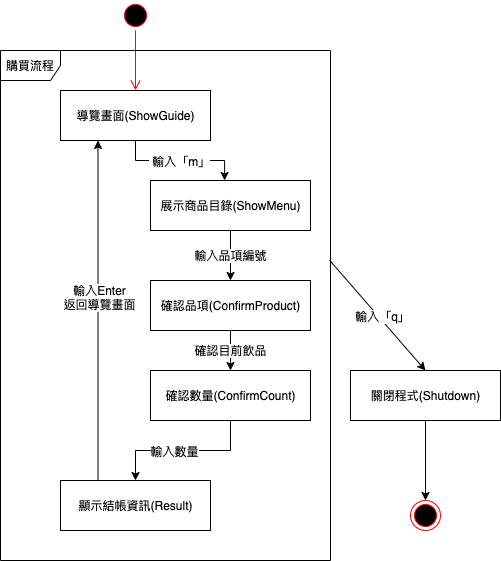 購買流程
導覽畫面(ShowGuide)
輸入「m」
展示商品目錄(ShowMenu)
輸入品項編號
輸入Enter
返回導覽畫面
確認品項(ConfirmProduct)
輸入「q」
確認目前飲品
確認數量(ConfirmCount)
關閉程式(Shutdown)
輸入數量
顯示結帳資訊(Result)